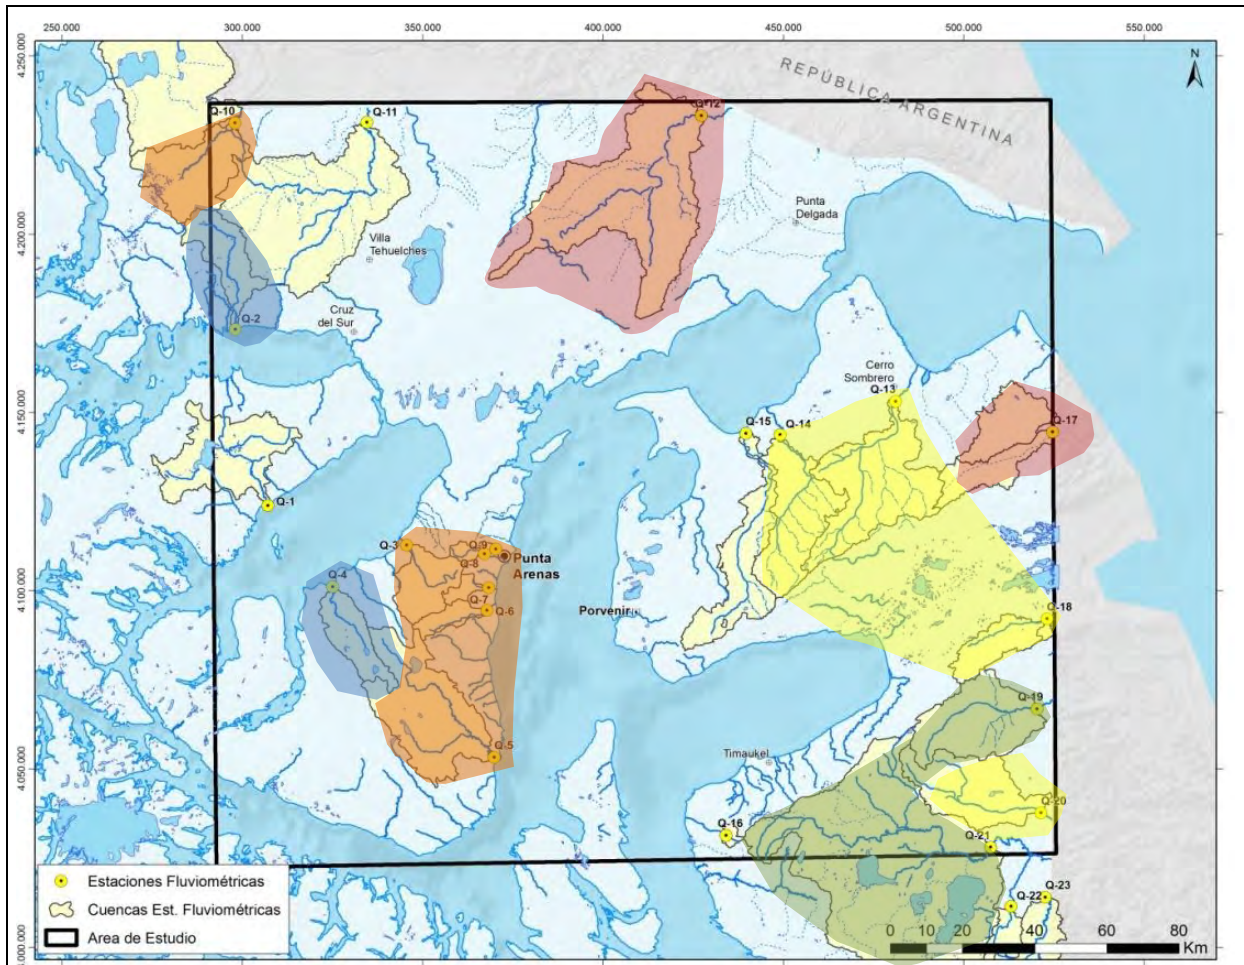 250.000 300.000 350.000 400.000 450.000 500.000 550.000
4.250.000
4.200.000
4.150.000
4.100.000
4.050.000
4.000.000
N
REPÚBLICA ARGENTINA
Q-10
Q-11
Q-12
Punta
Delgada
Villa
Tehuelches
Q-2
Cruz
del Sur
Cerro
Sombrero
Q-13
Q-15
Q-14
Q-17
Q-1
Q-3
Q-9
Q-8
Punta
Arenas
Q-4
Q-7
Q-6
Porvenir
Q-18
Q-19
Q-5
Timaukel
Q-20
Q-16
Q-21
Q-22
Q-23
Estaciones Fluviométricas
Cuencas Est. Fluviométricas
Area de Estudio
0 10 20 40 60 80
Km